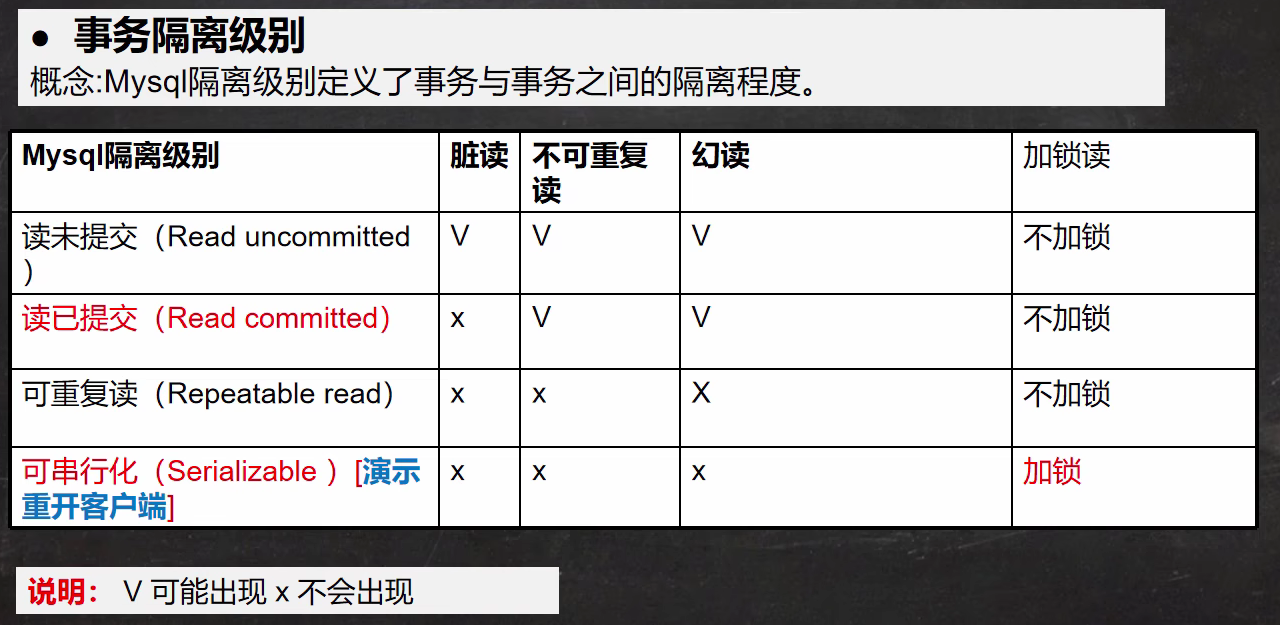 ● 事务隔离级别
概念:Mysql隔离级别定义了事务与事务之间的隔离程度。
Mysql隔离级别 脏读 不可重复 幻读 加锁读
读
读未提交（Read uncommitted V V V 不加锁
）
读已提交（Read committed） x V V 不加锁
可重复读（Repeatable read） x x X 不加锁
可串行化（Serializable ）[演示 x x x 加锁
重开客户端]
说明： V 可能出现 x 不会出现